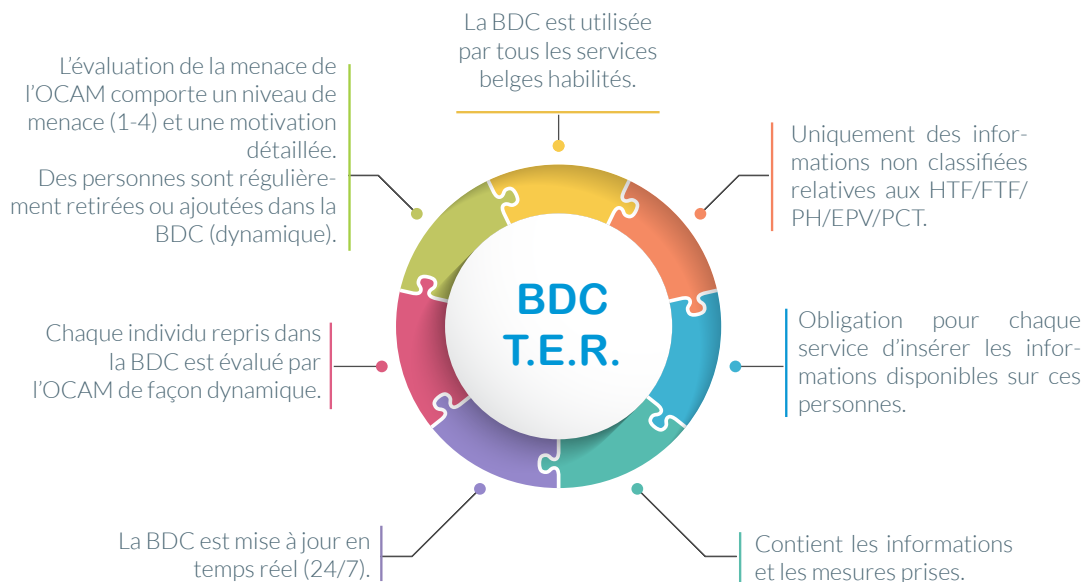 La BDC est utilisée
par tous les services
belges habilités.
Uniquement des infor-
mations non classifiées
relatives aux HTF/FTF/
PH/EPV/PCT.
Obligation pour chaque
service d'insérer les infor-
mations disponibles sur ces
personnes.
Contient les informations
et les mesures prises.
La BDC est mise à jour en
temps réel (24/7).
Chaque individu repris dans
la BDC est évalué par
l'OCAM de façon dynamique.
L'évaluation de la menace de
l'OCAM comporte un niveau de
menace (1-4) et une motivation
détaillée.
Des personnes sont régulière-
ment retirées ou ajoutées dans la
BDC (dynamique).
BDC
T.E.R.